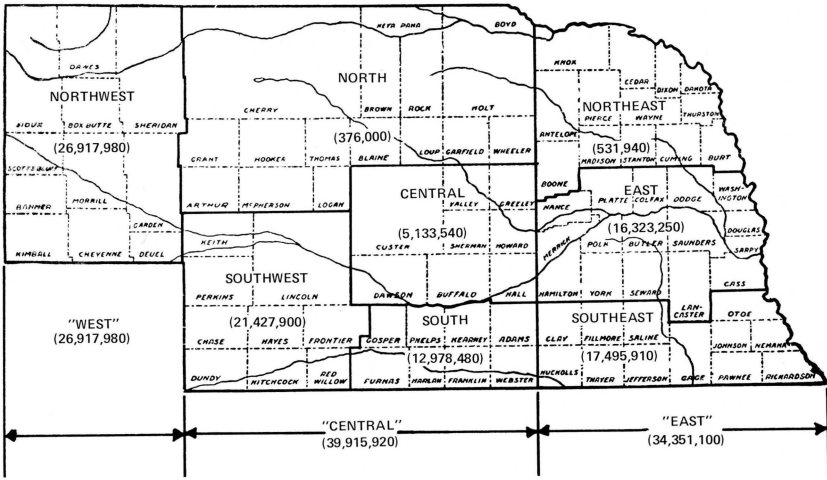 KEYA PAHA
BOYD
DAWES
NORTH
KNOX
CEDAR
DIXON
DAKOTA
NORTHWEST
CHERRY
BROWN
ROCK
HOLT
NORTHEAST
PIERCE
WAYNE
THURSTON
SIOUX
BOX BUTTE
SHERIDAN
(26,917,980)
(376,000)
ANTELOPE
(531,940)
SCOTTS BLUFF
GRANT
HOOKER
THOMAS
BLAINE
LOUP
GARFIELD
WHEELER
MADISON
STANTON
CUMING
BURT
BANNER
MORRILL
GARDEN
ARTHUR
McPHERSON
LOGAN
CENTRAL
VALLEY
GREELEY
BOONE
NANCE
EAST
PLATTE
COLFAX
DODGE
WASH-
INGTON
(5,133,540)
(16,323,250)
DOUGLAS
KIMBALL
CHEYENNE
DEUEL
KEITH
CUSTER
SHERMAN
HOWARD
MERRICK
POLK
BUTLER
SAUNDERS
SARPY
SOUTHWEST
PERKINS
LINCOLN
DAWSON
BUFFALO
HALL
HAMILTON
YORK
SEWARD
CASS
"WEST"
(26,917,980)
(21,427,900)
SOUTH
SOUTHEAST
LAN-
CASTER
OTOE
CHASE
HAYES
FRONTIER
GOSPER
PHELPS
KEARNEY
ADAMS
CLAY
FILLMORE
SALINE
JOHNSON
NEMAHA
(12,978,480)
(17,495,910)
DUNDY
HITCHCOCK
RED
WILLOW
FURNAS
HARLAN
FRANKLIN
WEBSTER
NUCKOLLS
THAYER
JEFFERSON
GAGE
PAWNEE
RICHARDSON
"CENTRAL"
(39,915,920)
"EAST"
(34,351,100)